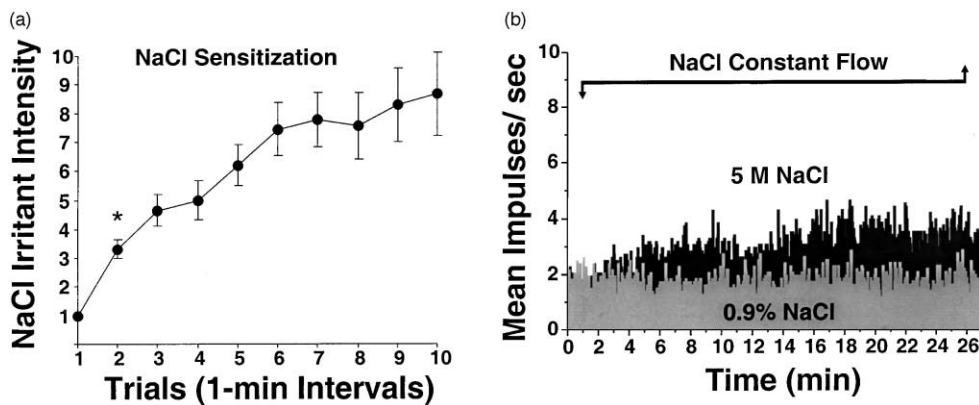 (a)
NaCl Sensitization
NaCl Irritant Intensity
10
9
8
7
6
5
4
3
2
1
*
1 2 3 4 5 6 7 8 9 10
Trials (1-min Intervals)
(b)
NaCl Constant Flow
Mean Impulses/ sec
10
8
6
4
2
0
5 M NaCl
0.9% NaCl
0 2 4 6 8 10 12 14 16 18 20 22 24 26
Time (min)